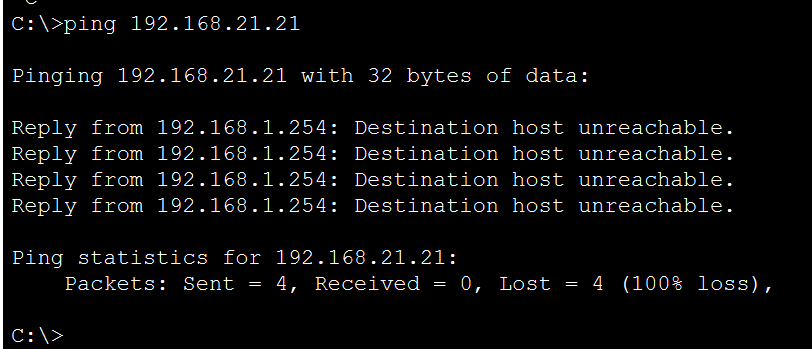 C:\>ping 192.168.21.21
Pinging 192.168.21.21 with 32 bytes of data:
Reply from 192.168.1.254: Destination host unreachable.
Reply from 192.168.1.254: Destination host unreachable.
Reply from 192.168.1.254: Destination host unreachable.
Reply from 192.168.1.254: Destination host unreachable.
Ping statistics for 192.168.21.21:
    Packets: Sent = 4, Received = 0, Lost = 4 (100% loss),
C:\>